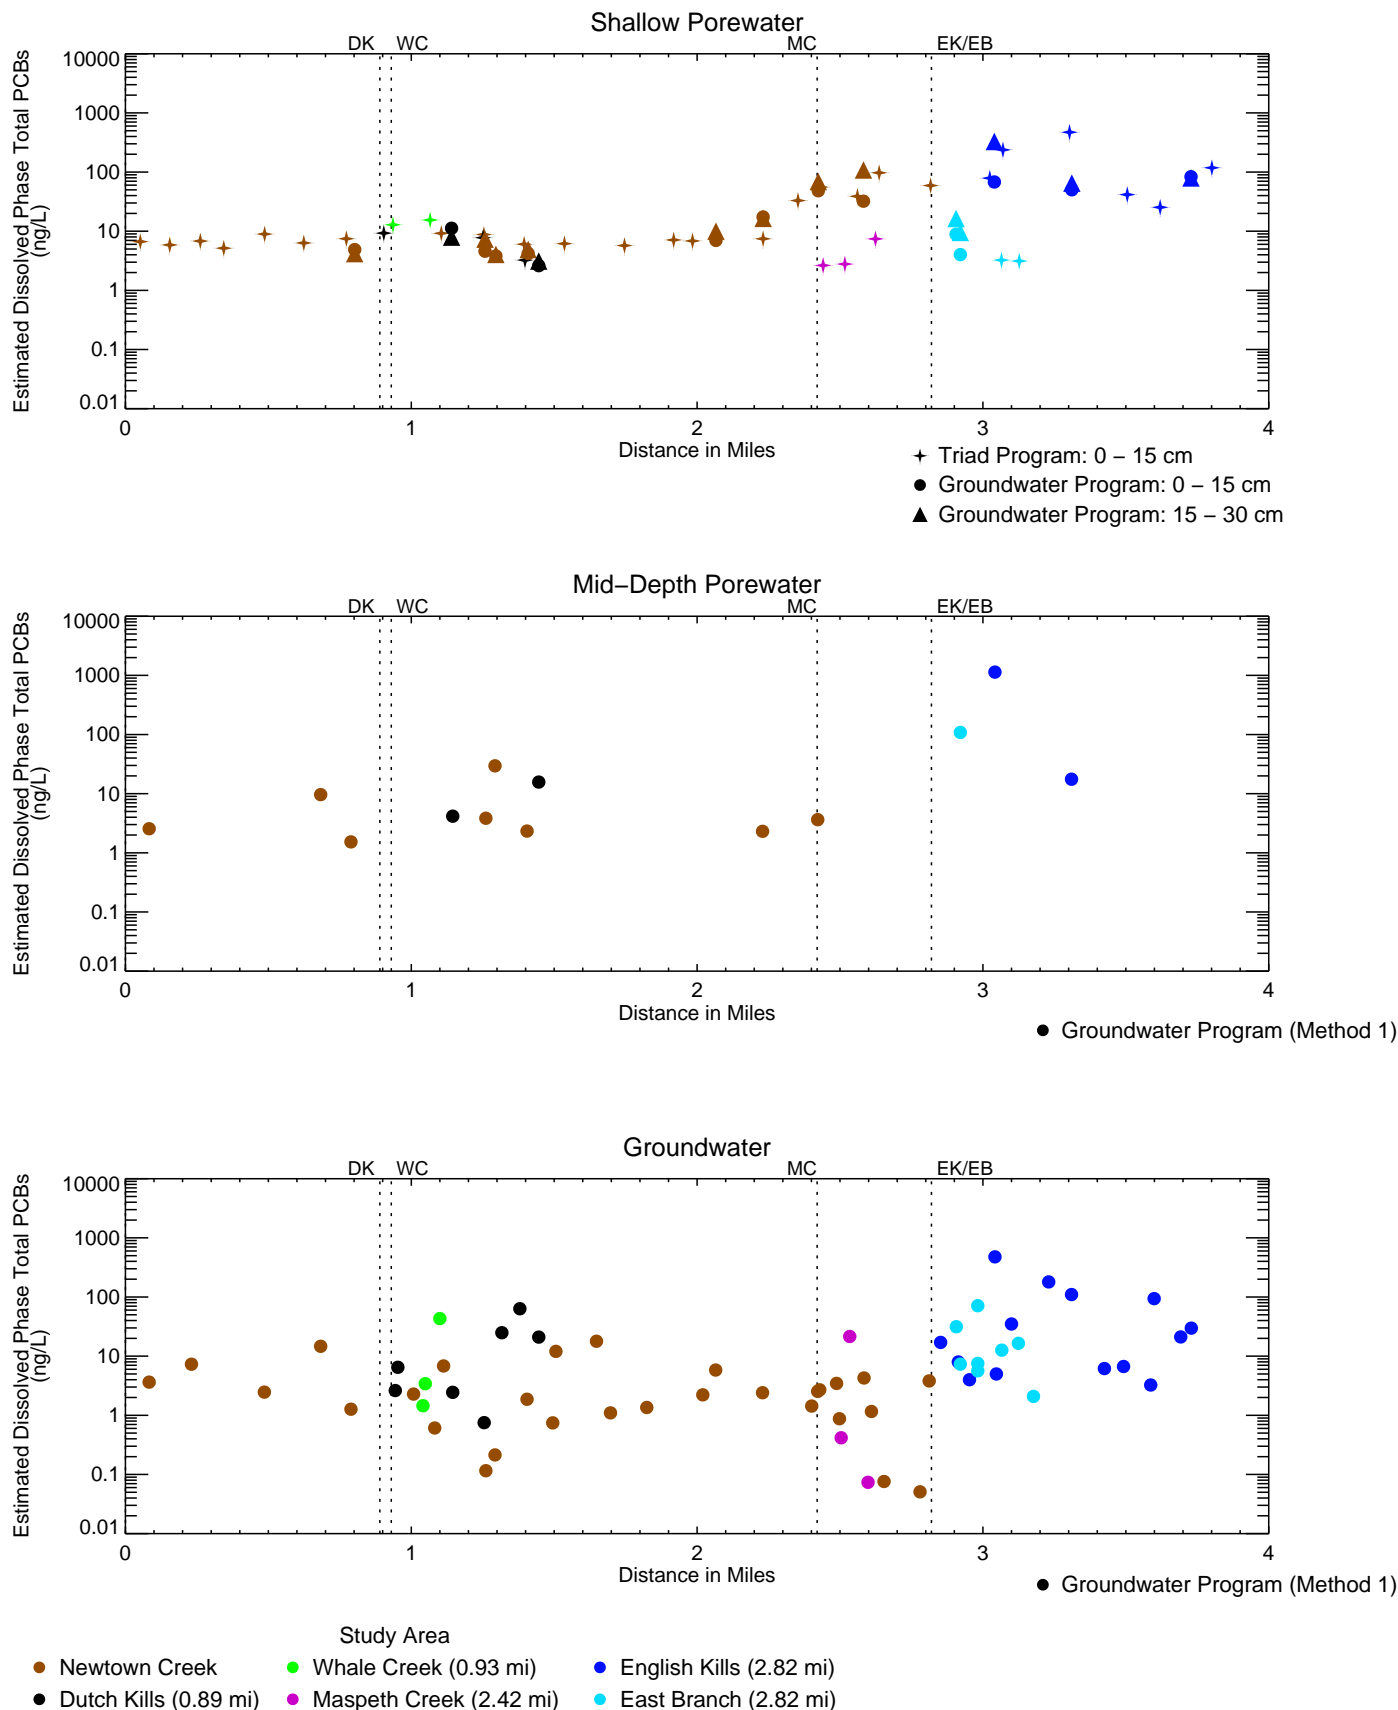 Shallow Porewater
DK WC MC EK/EB
Estimated Dissolved Phase Total PCBs
(ng/L)
10000
1000
100
10
1
0.1
0.01
0 1 2 3 4
Distance in Miles
Triad Program: 0 – 15 cm
Groundwater Program: 0 – 15 cm
Groundwater Program: 15 – 30 cm
Mid–Depth Porewater
DK WC MC EK/EB
Estimated Dissolved Phase Total PCBs
(ng/L)
10000
1000
100
10
1
0.1
0.01
0 1 2 3 4
Distance in Miles
Groundwater Program (Method 1)
Groundwater
DK WC MC EK/EB
Estimated Dissolved Phase Total PCBs
(ng/L)
10000
1000
100
10
1
0.1
0.01
0 1 2 3 4
Distance in Miles
Groundwater Program (Method 1)
Study Area
Newtown Creek Whale Creek (0.93 mi) English Kills (2.82 mi)
Dutch Kills (0.89 mi) Maspeth Creek (2.42 mi) East Branch (2.82 mi)